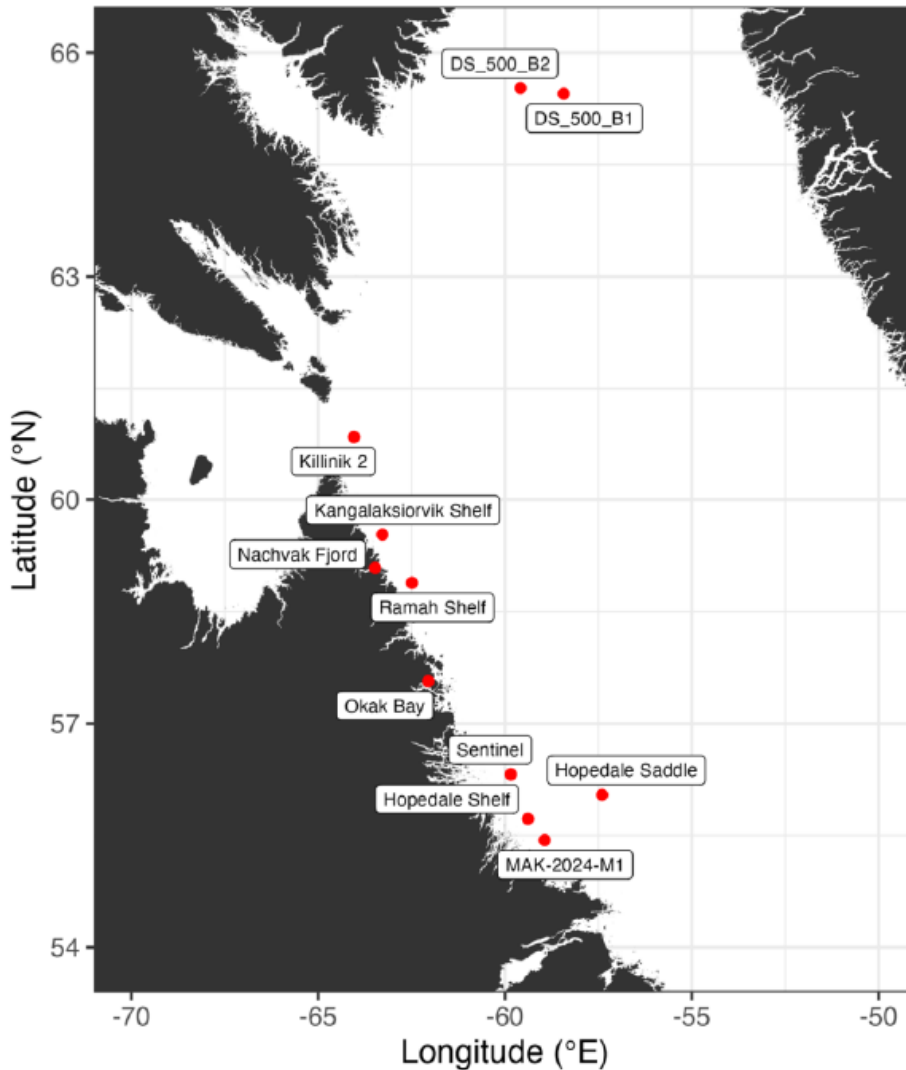 66
DS_500_B2
DS_500_B1
63
Killinik 2
60
Kangalaksiorvik Shelf
Nachvak Fjord
Ramah Shelf
Okak Bay
57
Sentinel
Hopedale Saddle
Hopedale Shelf
MAK-2024-M1
54
Latitude (°N)
-70
-65
-60
-55
-50
Longitude (°E)